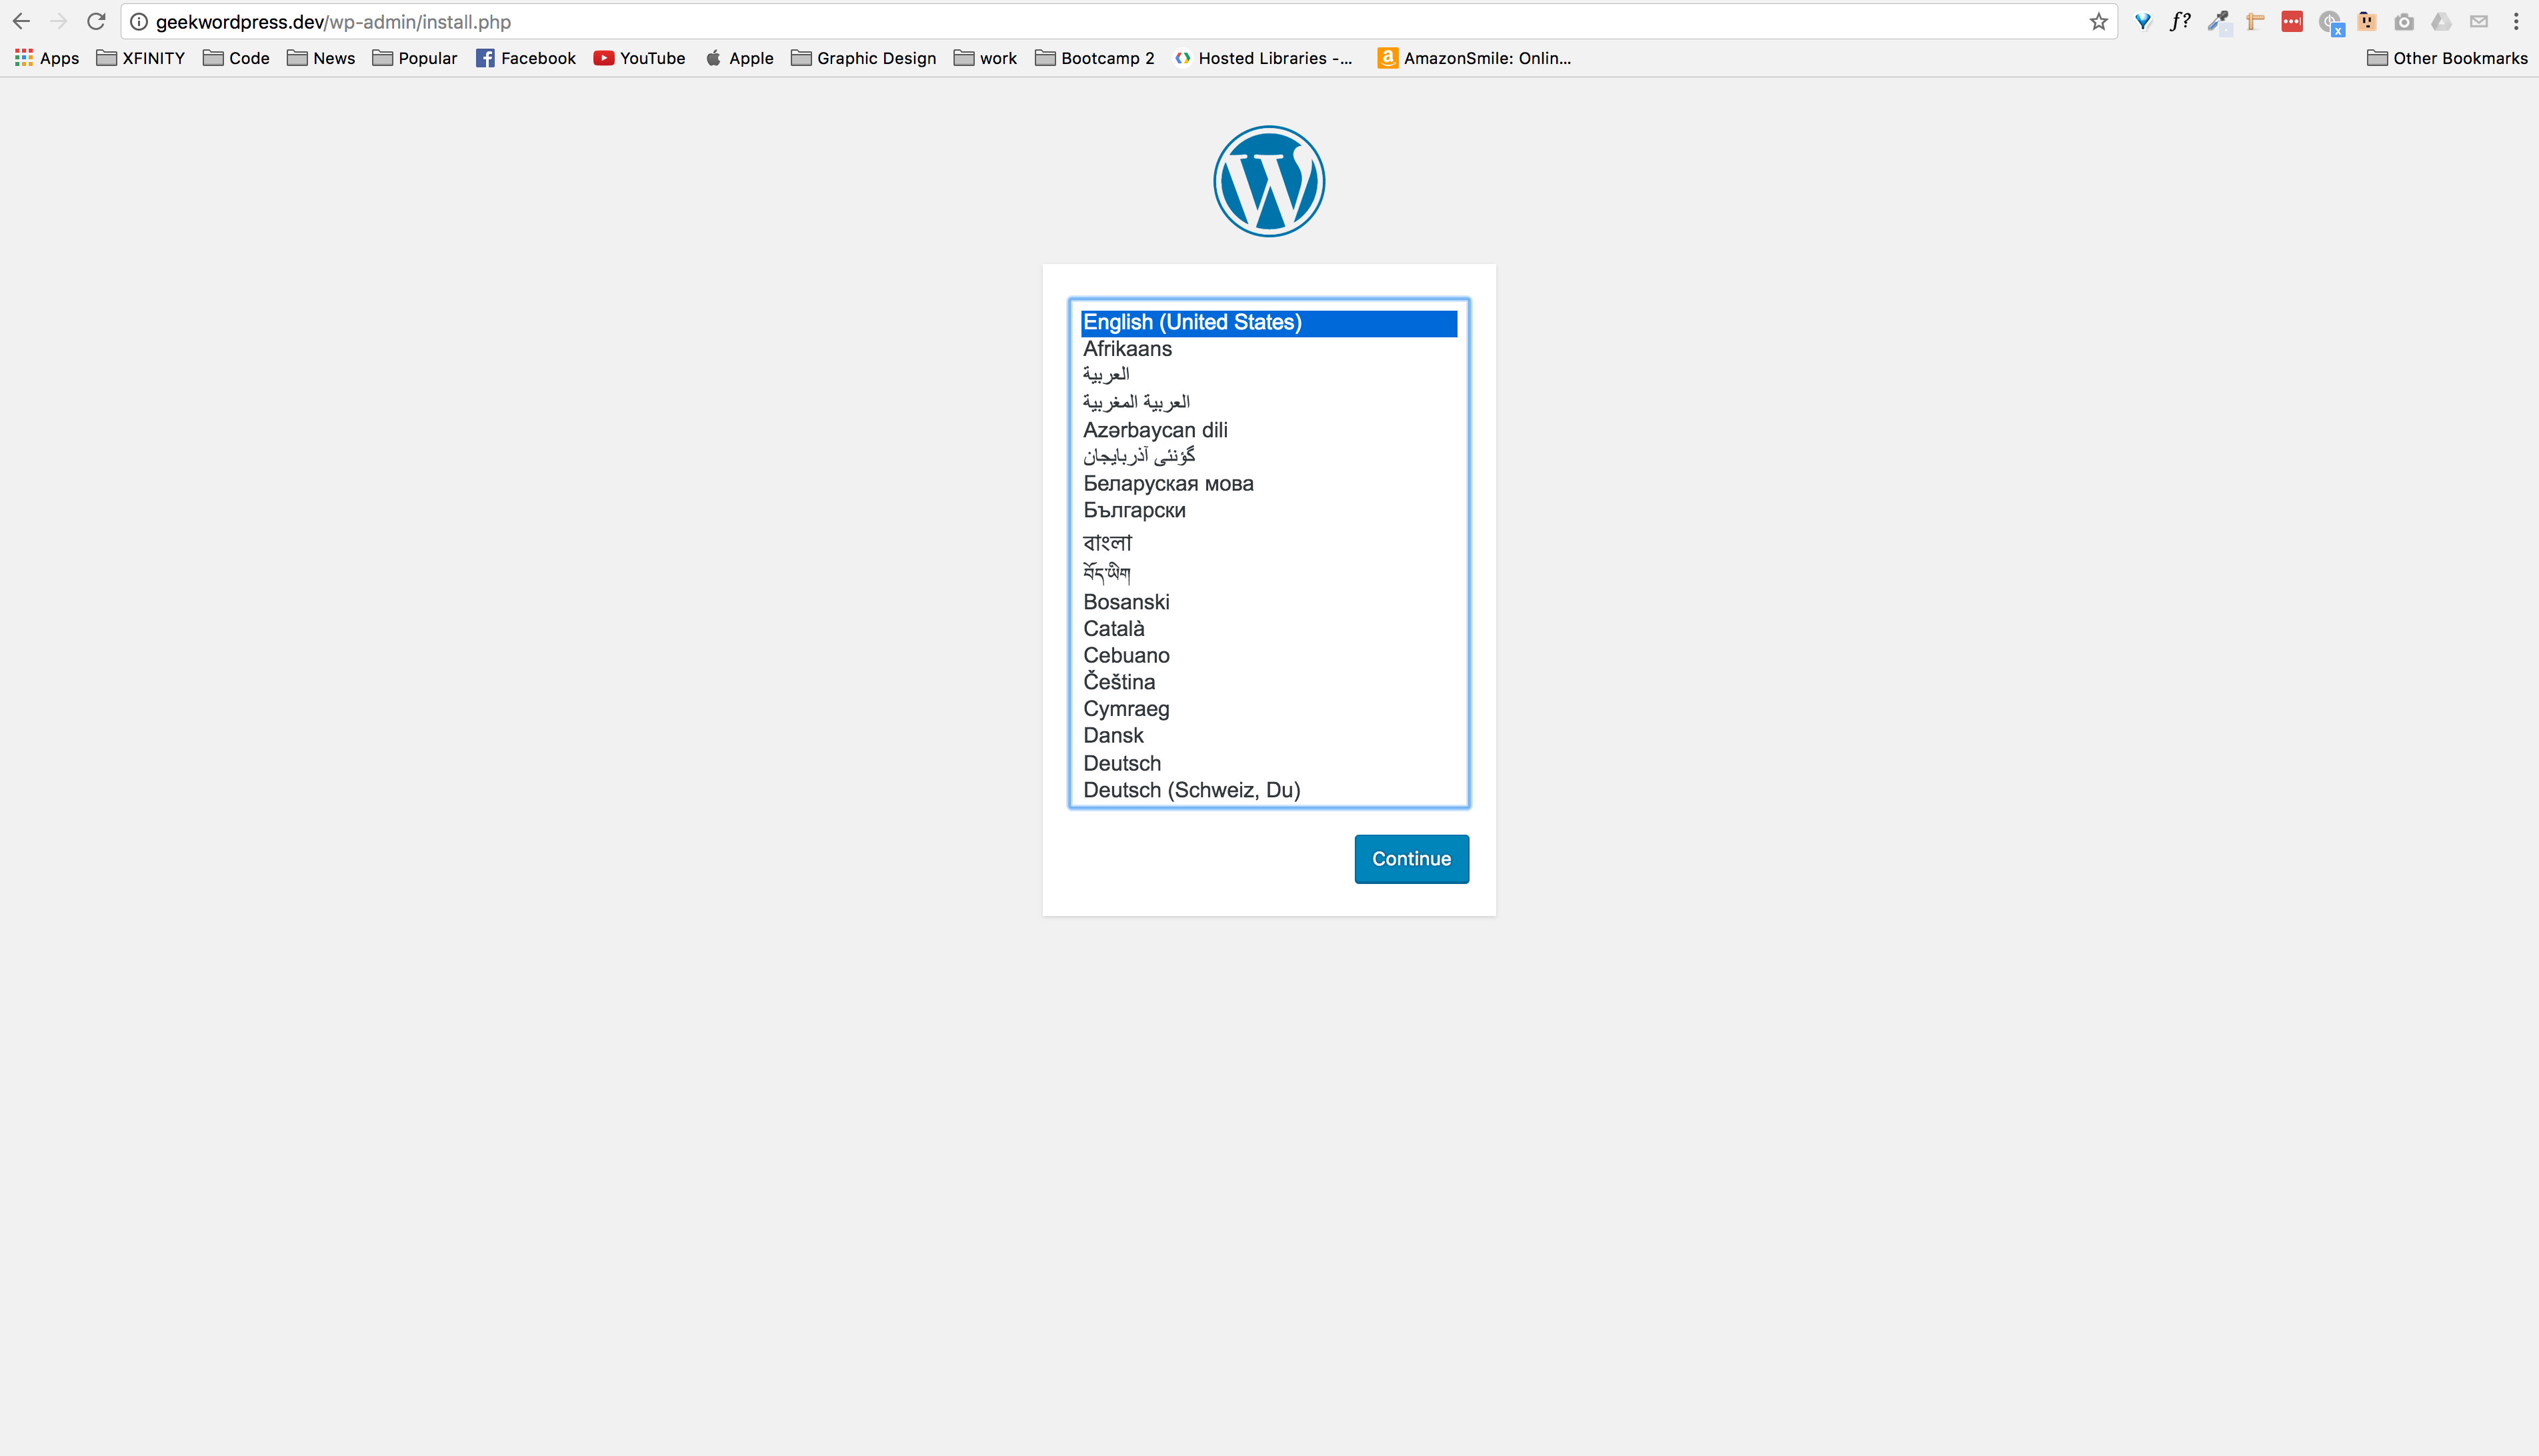 geekwordpress.dev/wp-admin/install.php
f?
Apps XFINITY Code News Popular Facebook YouTube Apple Graphic Design work Bootcamp 2 Hosted Libraries -... AmazonSmile: Onlin... Other Bookmarks
English (United States)
Afrikaans
العربية
العربية المغربية
Azərbaycan dili
گؤنئی آذربایجان
Беларуская мова
Български
বাংলা
བོད་ཡིག
Bosanski
Català
Cebuano
Čeština
Cymraeg
Dansk
Deutsch
Deutsch (Schweiz, Du)
Continue